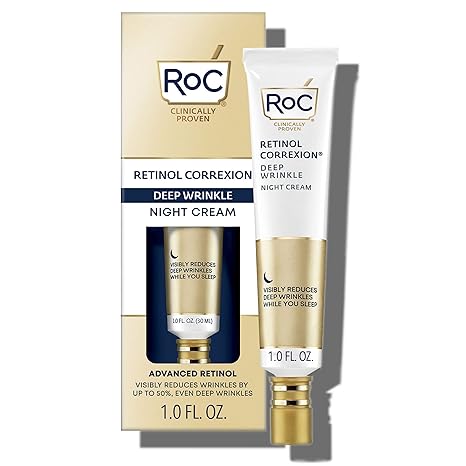 RoC®
CLINICALLY
PROVEN
RETINOL CORREXION
DEEP WRINKLE
NIGHT CREAM
VISIBLY REDUCES
DEEP WRINKLES
WHILE YOU SLEEP
1.0 FL. OZ. (30 ML)
ADVANCED RETINOL
VISIBLY REDUCES WRINKLES BY
UP TO 50%, EVEN DEEP WRINKLES
1.0 FL. OZ.
RoC®
CLINICALLY
PROVEN
RETINOL
CORREXION®
DEEP
WRINKLE
NIGHT CREAM
VISIBLY REDUCES
DEEP WRINKLES
WHILE YOU SLEEP
1.0 FL. OZ.